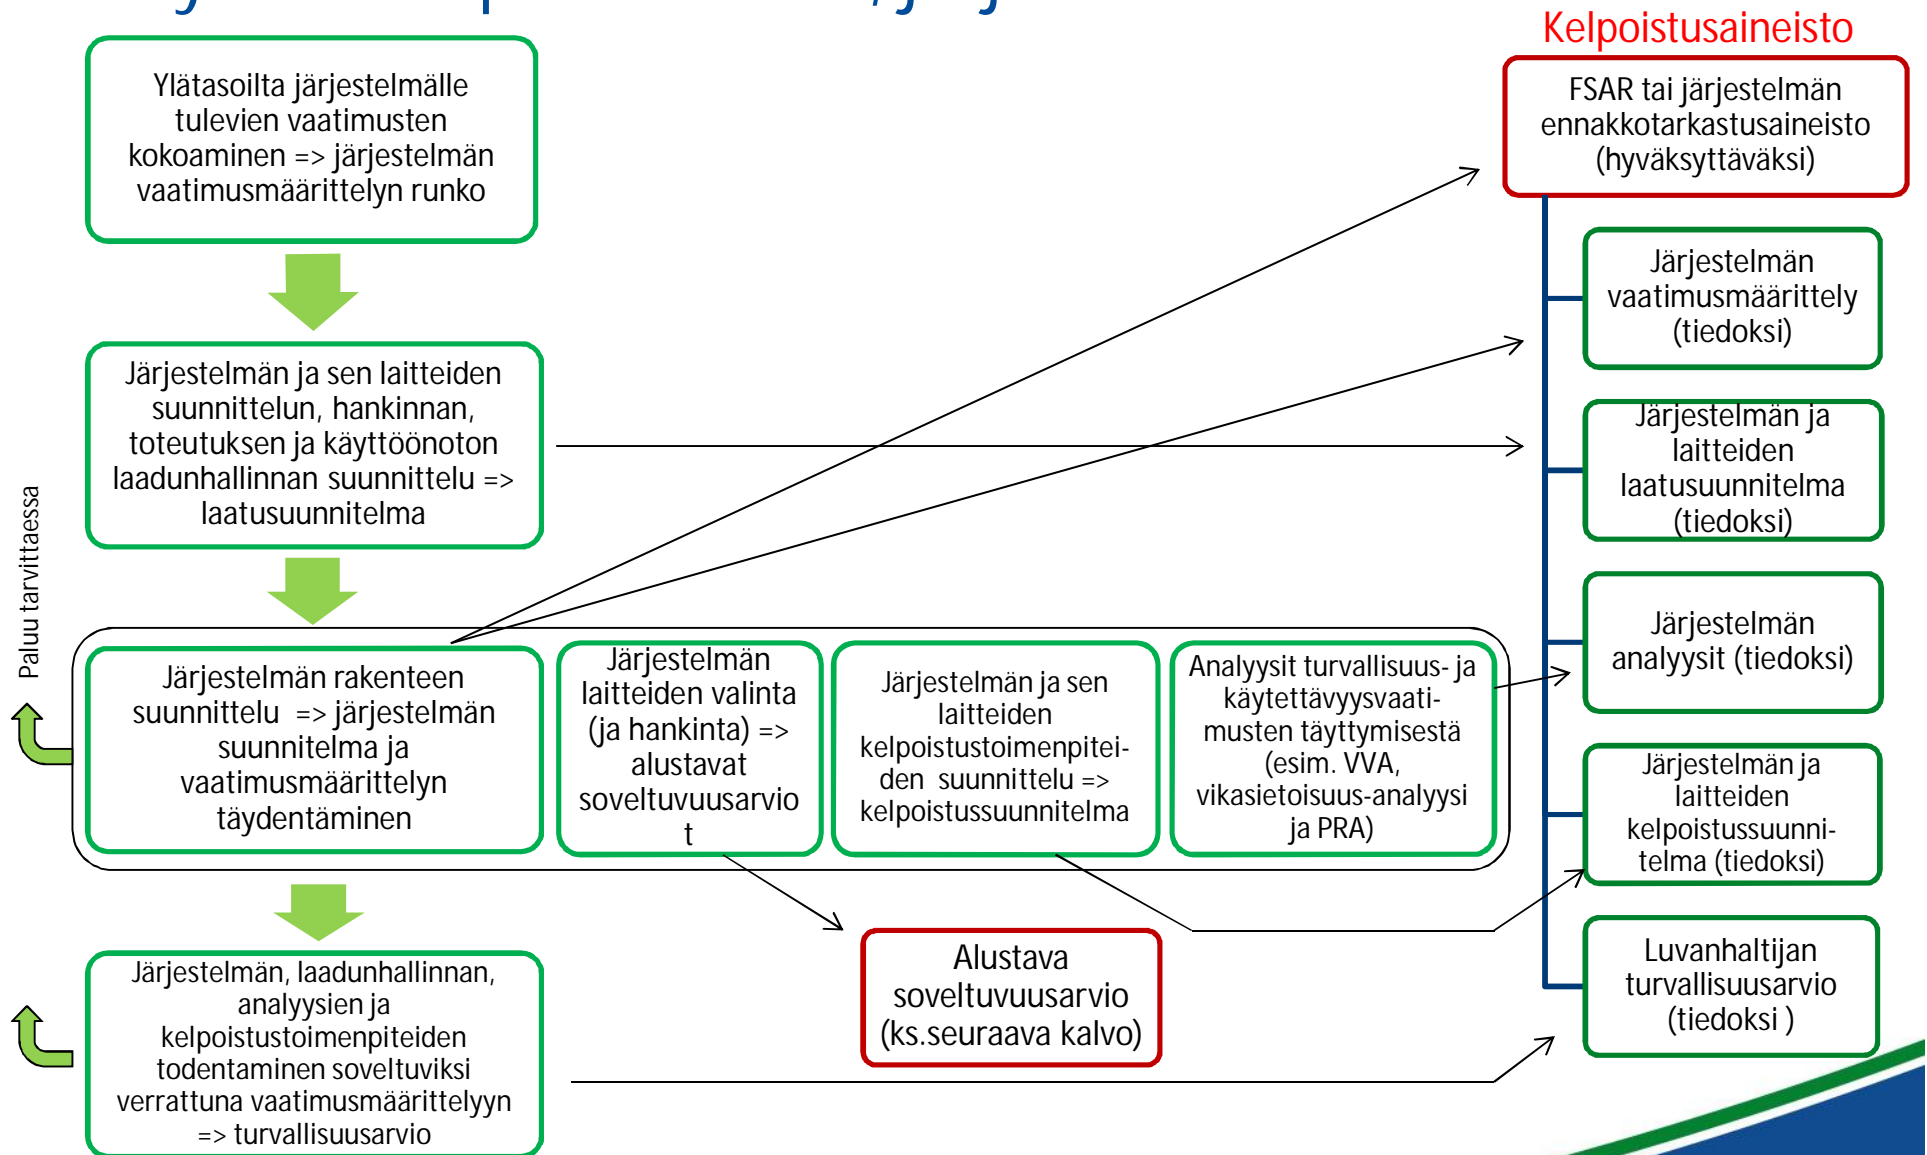 Kelpoistusaineisto
Ylätasoilta järjestelmälle
tulevien vaatimusten
kokoaminen => järjestelmän
vaatimusmäärittelyn runko
Järjestelmän ja sen laitteiden
suunnittelun, hankinnan,
toteutuksen ja käyttöönoton
laadunhallinnan suunnittelu =>
laatusuunnitelma
Paluu tarvittaessa
Järjestelmän rakenteen
suunnittelu => järjestelmän
suunnitelma ja
vaatimusmäärittelyn
täydentäminen
Järjestelmän
laitteiden valinta
(ja hankinta) =>
alustavat
soveltuvuusarvio
t
Järjestelmän ja sen
laitteiden
kelpoistustoimenpitei-
den suunnittelu =>
kelpoistussuunnitelma
Analyysit turvallisuus- ja
käytettävyysvaati-
musten täyttymisestä
(esim. VVA,
vikasietoisuus-analyysi
ja PRA)
Järjestelmän, laadunhallinnan,
analyysien ja
kelpoistustoimenpiteiden
todentaminen soveltuviksi
verrattuna vaatimusmäärittelyyn
=> turvallisuusarvio
Alustava
soveltuvuusarvio
(ks.seuraava kalvo)
FSAR tai järjestelmän
ennakkotarkastusaineisto
(hyväksyttäväksi)
Järjestelmän
vaatimusmäärittely
(tiedoksi)
Järjestelmän ja
laitteiden
laatusuunnitelma
(tiedoksi)
Järjestelmän
analyysit (tiedoksi)
Järjestelmän ja
laitteiden
kelpoistussuunni-
telma (tiedoksi)
Luvanhaltijan
turvallisuusarvio
(tiedoksi )